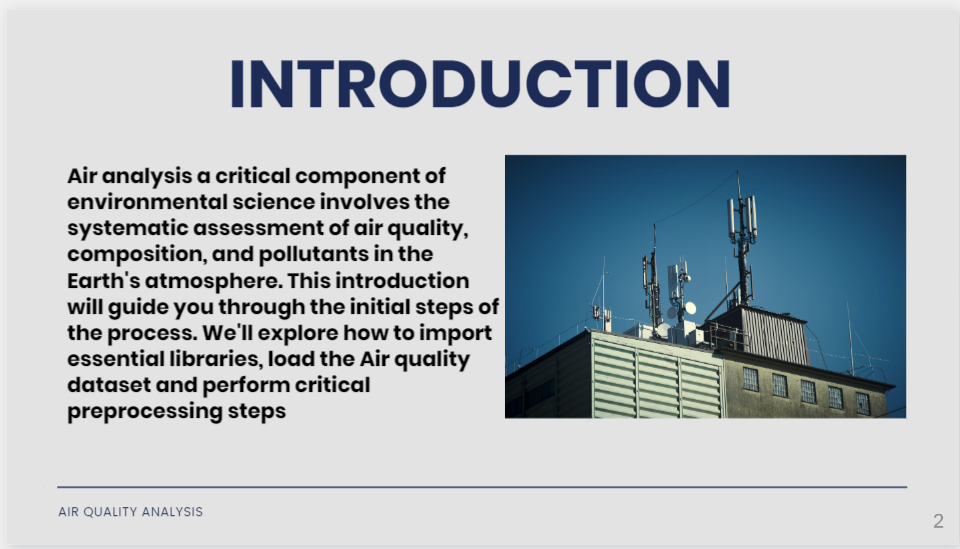 INTRODUCTION
Air analysis a critical component of
environmental science involves the
systematic assessment of air quality,
composition, and pollutants in the
Earth's atmosphere. This introduction
will guide you through the initial steps of
the process. We'll explore how to import
essential libraries, load the Air quality
dataset and perform critical
preprocessing steps
AIR QUALITY ANALYSIS
2